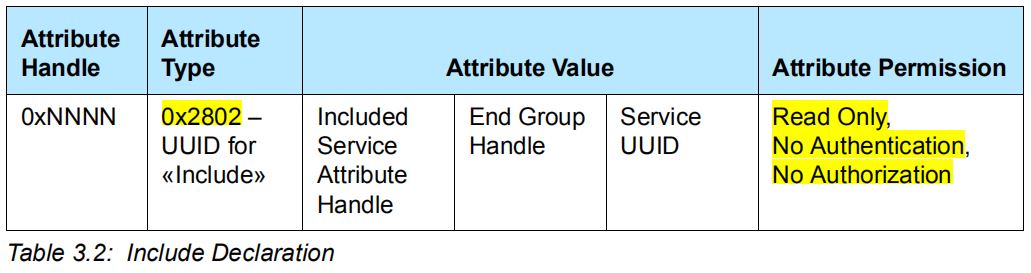 Attribute Handle
Attribute Type
Attribute Value
Attribute Permission
0xNNNN
0x2802 –
UUID for
«Include»
Included
Service
Attribute
Handle
End Group
Handle
Service
UUID
Read Only,
No Authentication,
No Authorization
Table 3.2: Include Declaration